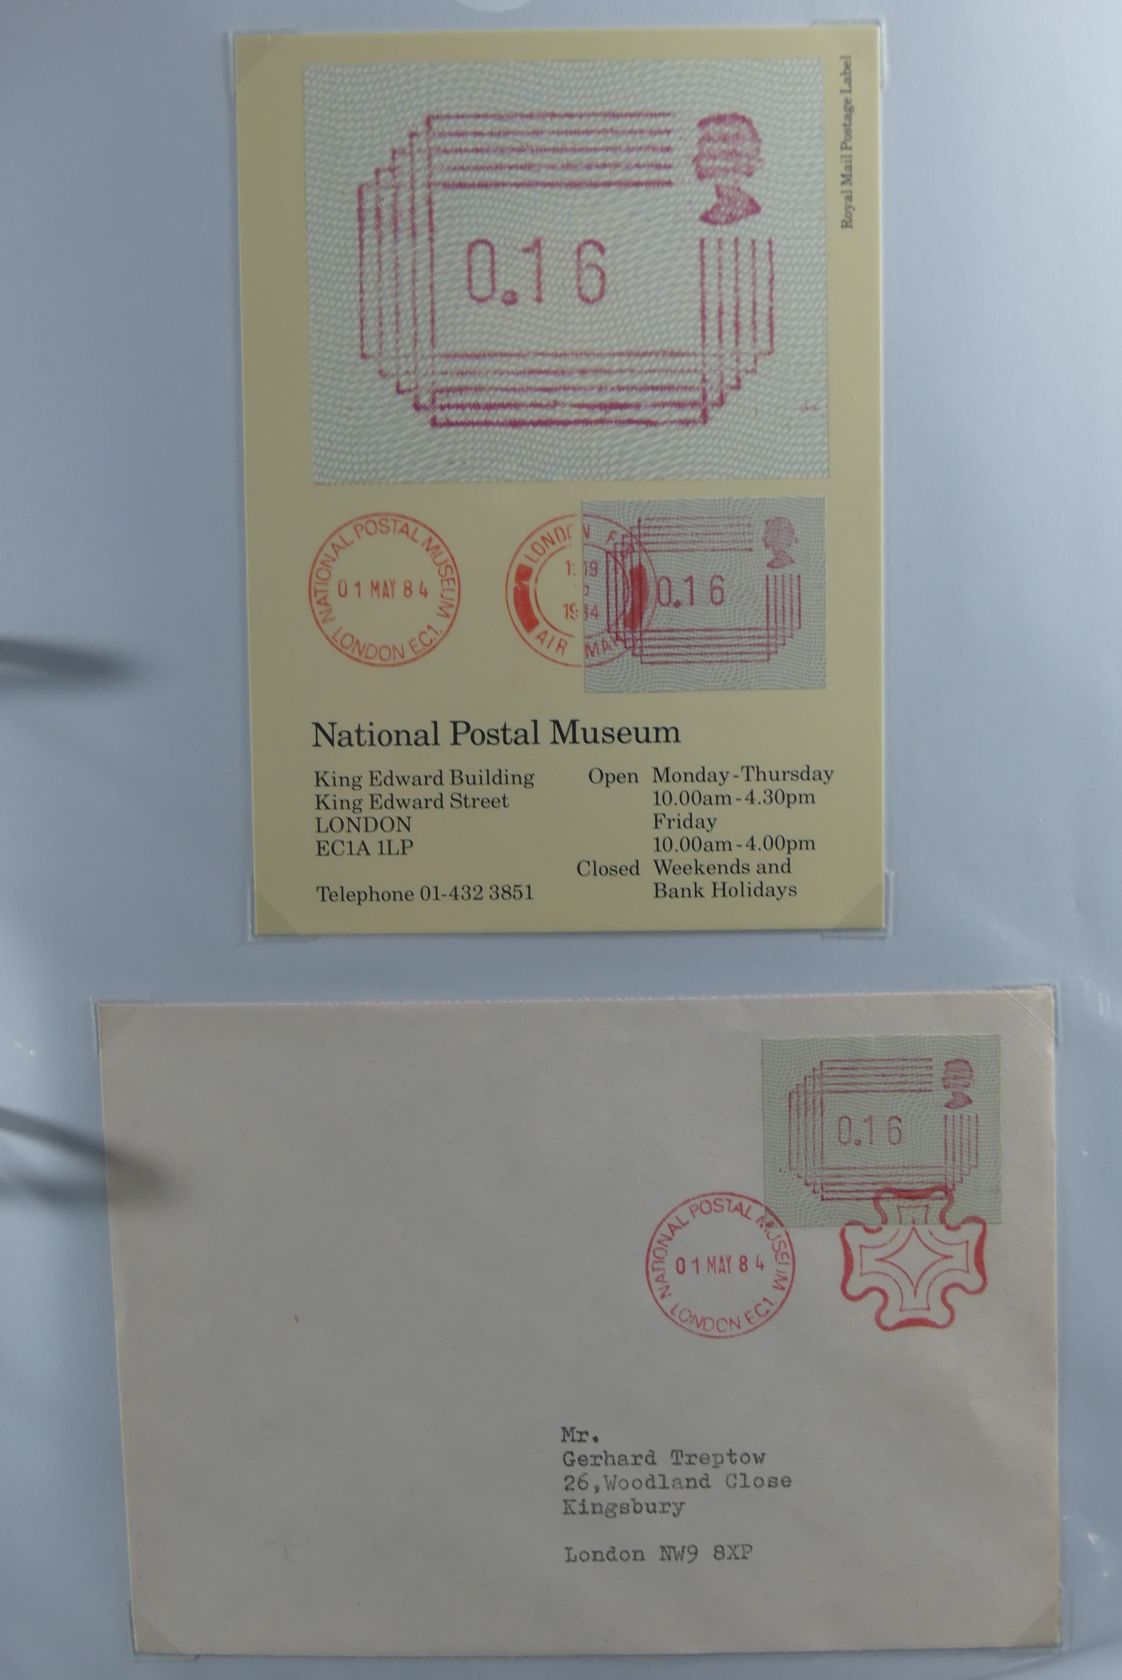 Royal Mail Postage Label
0.16
NATIONAL POSTAL MUSEUM
01 MAY 84
LONDON EC1.
LONDON
AIR MA
0.16
National Postal Museum
King Edward Building
King Edward Street
LONDON
EC1A 1LP
Telephone 01-432 3851
Open Monday-Thursday
10.00am-4.30pm
Friday
10.00am-4.00pm
Closed Weekends and
Bank Holidays
0.16
NATIONAL POSTAL MUSEUM
01 MAY 84
LONDON EC1.
Mr.
Gerhard Treptow
26,Woodland Close
Kingsbury
London NW9 8XP